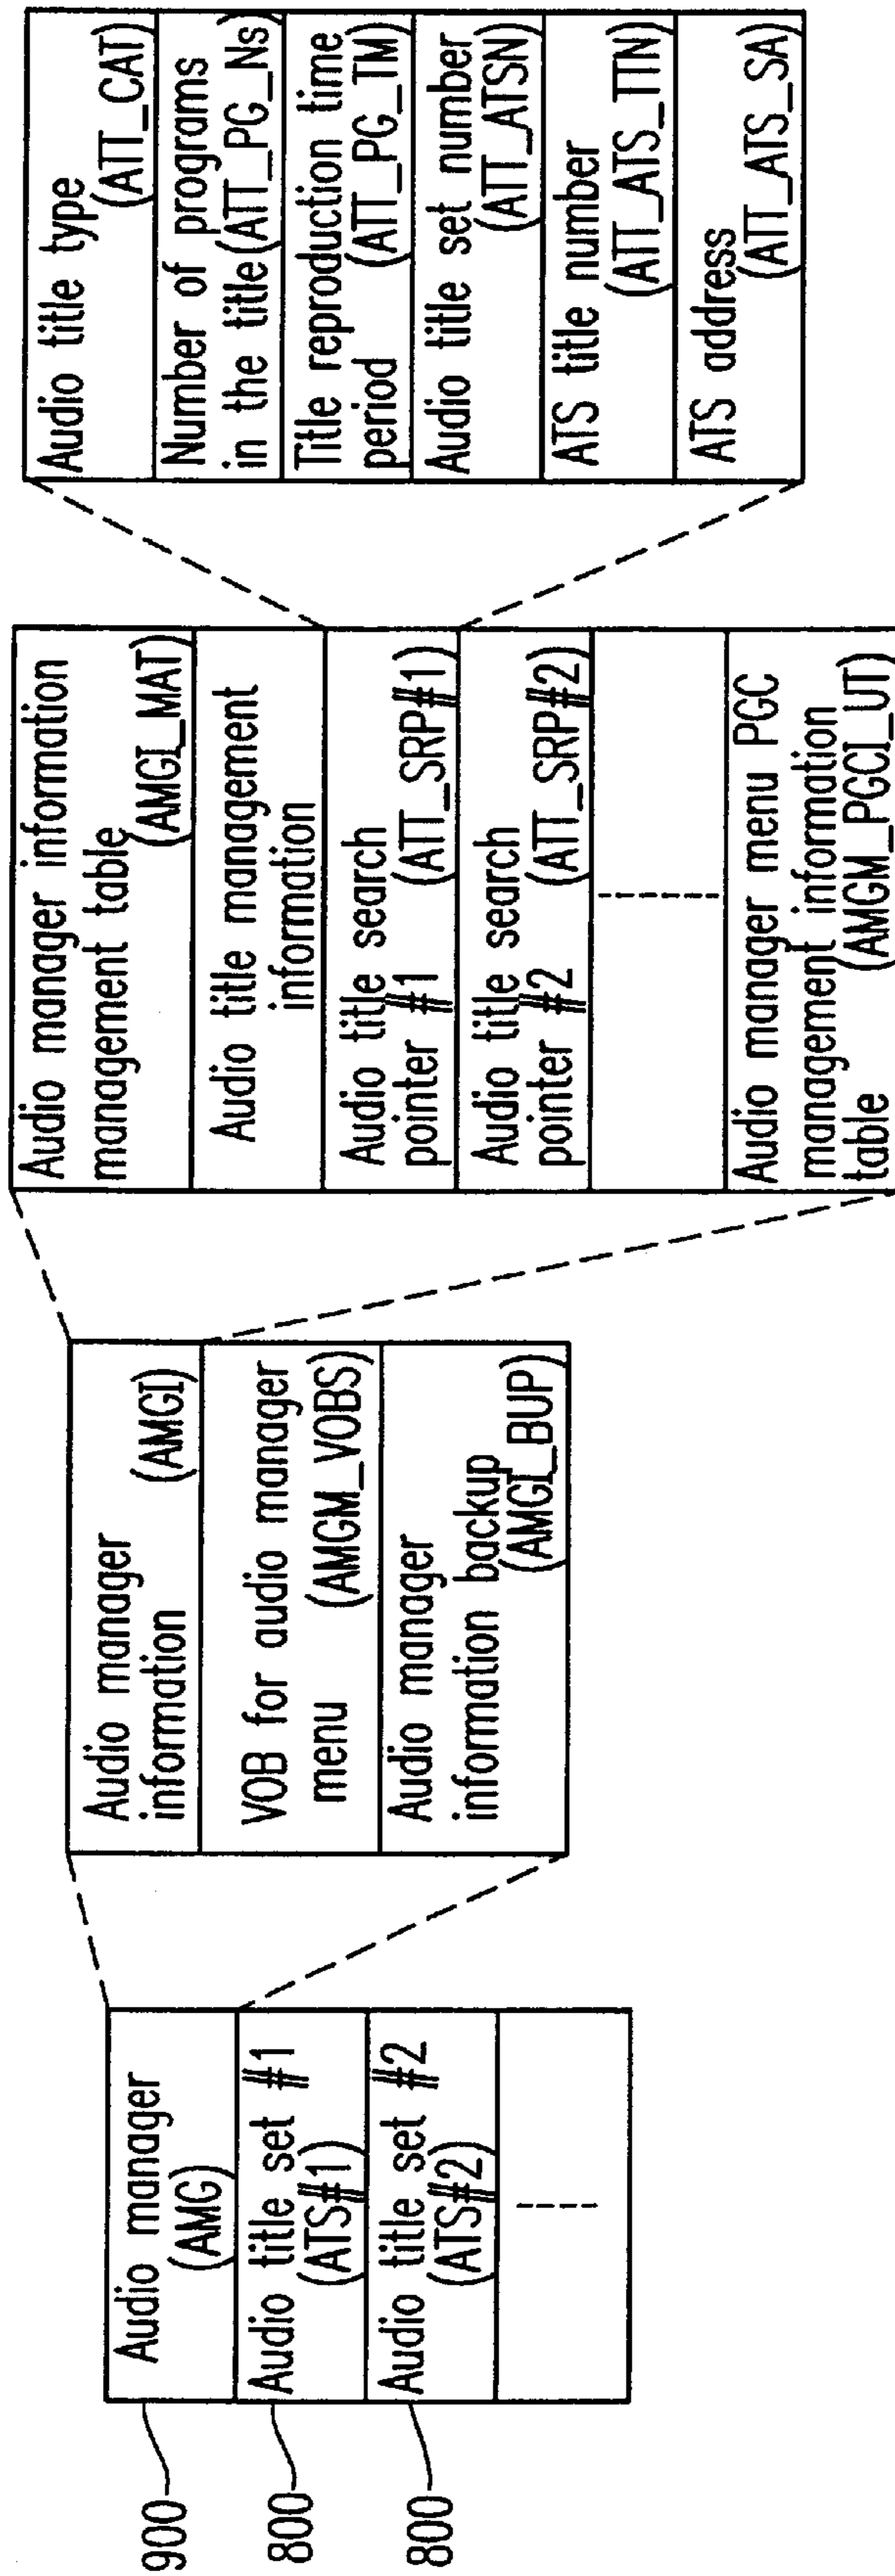 900
800
800
Audio manager
(AMG)
Audio title set #1
(ATS#1)
Audio title set #2
(ATS#2)
Audio manager
information (AMGI)
VOB for audio manager
menu (AMGM_VOBS)
Audio manager
information backup
(AMGI_BUP)
Audio manager information
management table
(AMGI_MAT)
Audio title management
information
Audio title search
pointer #1 (ATT_SRP#1)
Audio title search
pointer #2 (ATT_SRP#2)
Audio manager menu PGC
management information
table (AMGM_PGCI_UT)
Audio title type
(ATT_CAT)
Number of programs
in the title (ATT_PG_Ns)
Title reproduction time
period (ATT_PG_TM)
Audio title set number
(ATT_ATSN)
ATS title number
(ATT_ATS_TTN)
ATS address
(ATT_ATS_SA)